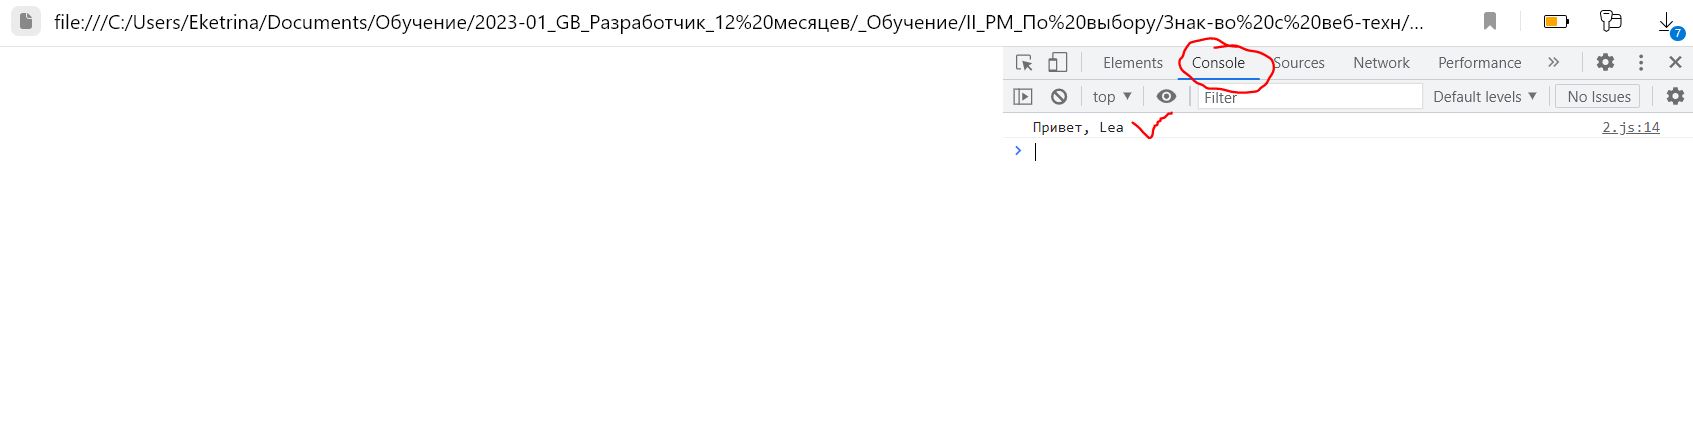 file:///C:/Users/Eketrina/Documents/Обучение/2023-01_GB_Разработчик_12%20месяцев/_Обучение/II_PM_По%20выбору/Знак-во%20с%20веб-техн/...
7
Elements Console Sources Network Performance »
top Filter Default levels No Issues
Привет, Lea 2.js:14